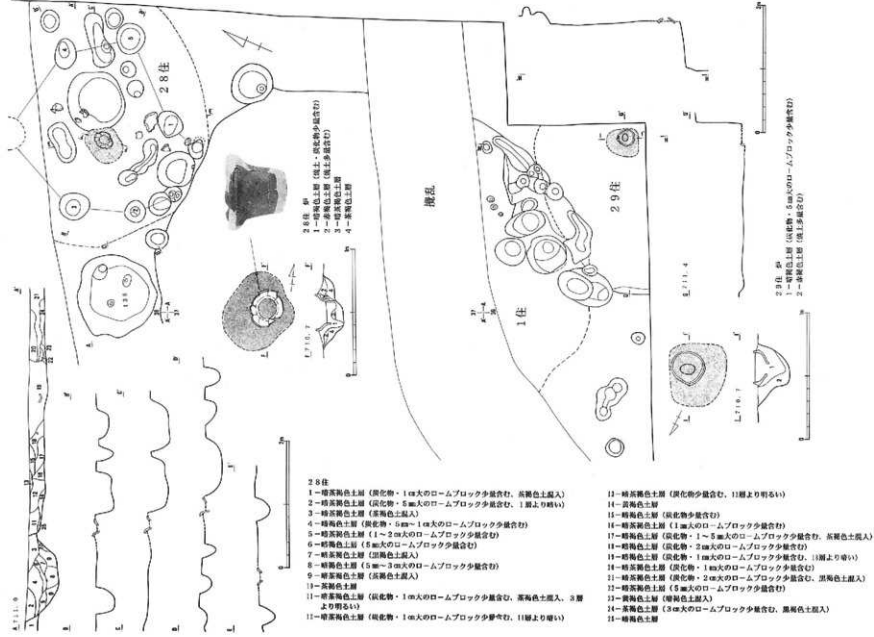 28住
28住 炉
1―暗褐色土層(焼土・炭化物少量含む)
2―赤褐色土層(焼土多量含む)
3―暗茶褐色土層
4―茶褐色土層
攪乱
1住
29住
29住 炉
1―暗褐色土層(炭化物・5㎜大のロームブロック少量含む)
2―赤褐色土層(焼土多量含む)
711.4
710.7
710.7
711.0
138
28住
1―暗茶褐色土層(炭化物・1㎝大のロームブロック少量含む、茶褐色土混入)
2―暗茶褐色土層(炭化物・5㎜大のロームブロック少量含む、1層より暗い)
3―暗茶褐色土層(茶褐色土混入)
4―暗褐色土層(炭化物・5㎜~1㎝大のロームブロック少量含む)
5―暗茶褐色土層(1~2㎝大のロームブロック少量含む)
6―暗褐色土層(5㎜大のロームブロック少量含む)
7―暗茶褐色土層(黒褐色土混入)
8―暗褐色土層(5㎜~3㎝大のロームブロック少量含む)
9―暗茶褐色土層(茶褐色土混入)
10―茶褐色土層
11―暗茶褐色土層(炭化物・1㎝大のロームブロック少量含む、茶褐色土混入、3層
より明るい)
12―暗茶褐色土層(炭化物・1㎝大のロームブロック少量含む、11層より暗い)
13―暗茶褐色土層(炭化物少量含む、11層より明るい)
14―黄褐色土層
15―暗褐色土層(炭化物少量含む)
16―暗茶褐色土層(1㎝大のロームブロック少量含む)
17―暗褐色土層(炭化物・1~5㎜大のロームブロック少量含む、茶褐色土混入)
18―暗褐色土層(炭化物・2㎝大のロームブロック少量含む)
19―暗褐色土層(炭化物・1㎝大のロームブロック少量含む、18層より暗い)
20―暗茶褐色土層(炭化物・1㎝大のロームブロック少量含む)
21―暗茶褐色土層(炭化物・2㎝大のロームブロック少量含む、黒褐色土混入)
22―暗茶褐色土層(5㎜大のロームブロック少量含む)
23―黄褐色土層(暗褐色土混入)
24―茶褐色土層(3㎝大のロームブロック少量含む、黒褐色土混入)
25―暗褐色土層